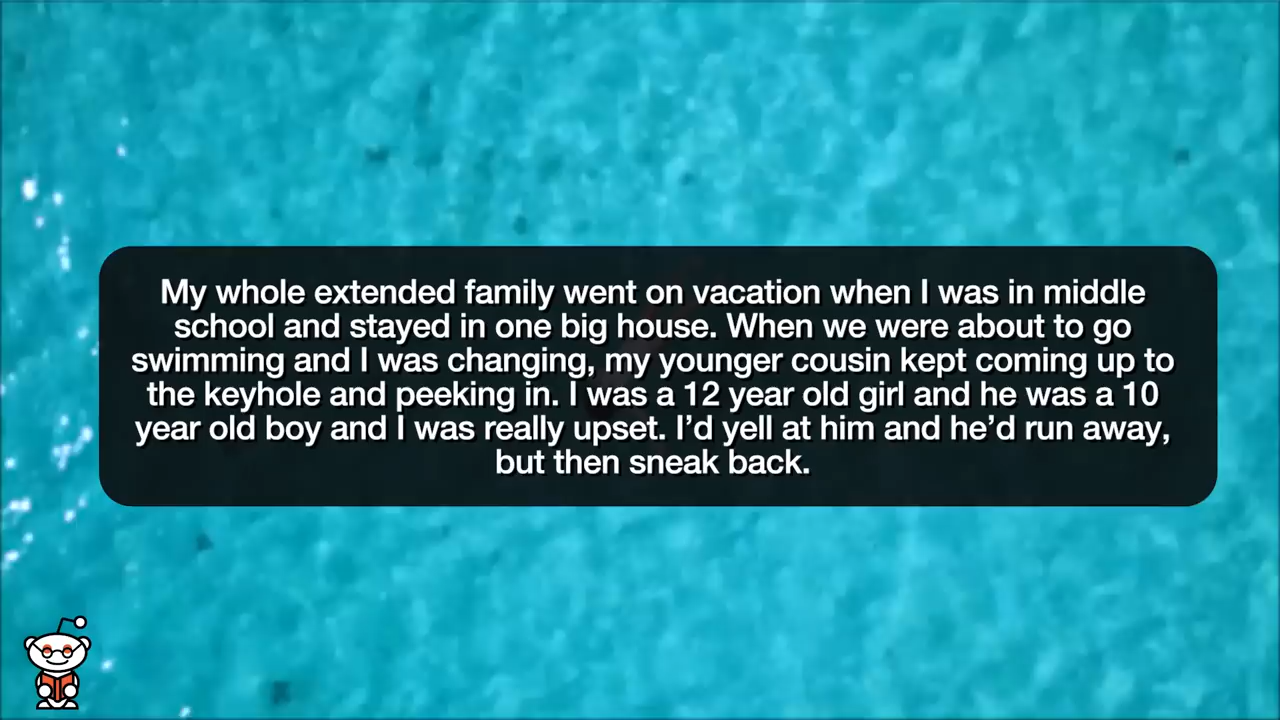 My whole extended family went on vacation when I was in middle
school and stayed in one big house. When we were about to go
swimming and I was changing, my younger cousin kept coming up to
the keyhole and peeking in. I was a 12 year old girl and he was a 10
year old boy and I was really upset. I’d yell at him and he’d run away,
but then sneak back.